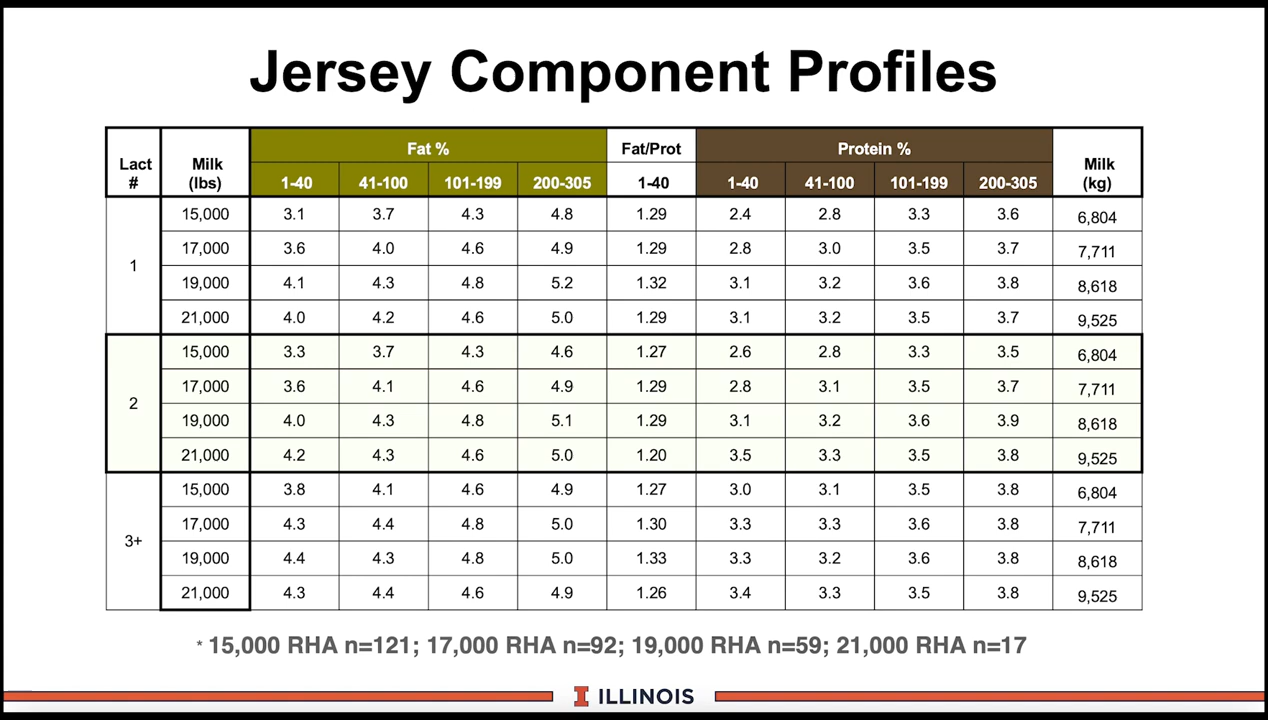 Jersey Component Profiles
Lact # Milk (lbs) Fat % Fat/Prot Protein % Milk (kg)
1-40 41-100 101-199 200-305 1-40 1-40 41-100 101-199 200-305
1
15,000 3.1 3.7 4.3 4.8 1.29 2.4 2.8 3.3 3.6 6,804
17,000 3.6 4.0 4.6 4.9 1.29 2.8 3.0 3.5 3.7 7,711
19,000 4.1 4.3 4.8 5.2 1.32 3.1 3.2 3.6 3.8 8,618
21,000 4.0 4.2 4.6 5.0 1.29 3.1 3.2 3.5 3.7 9,525
2
15,000 3.3 3.7 4.3 4.6 1.27 2.6 2.8 3.3 3.5 6,804
17,000 3.6 4.1 4.6 4.9 1.29 2.8 3.1 3.5 3.7 7,711
19,000 4.0 4.3 4.8 5.1 1.29 3.1 3.2 3.6 3.9 8,618
21,000 4.2 4.3 4.6 5.0 1.20 3.5 3.3 3.5 3.8 9,525
3+
15,000 3.8 4.1 4.6 4.9 1.27 3.0 3.1 3.5 3.8 6,804
17,000 4.3 4.4 4.8 5.0 1.30 3.3 3.3 3.6 3.8 7,711
19,000 4.4 4.3 4.8 5.0 1.33 3.3 3.2 3.6 3.8 8,618
21,000 4.3 4.4 4.6 4.9 1.26 3.4 3.3 3.5 3.8 9,525
* 15,000 RHA n=121; 17,000 RHA n=92; 19,000 RHA n=59; 21,000 RHA n=17
I ILLINOIS